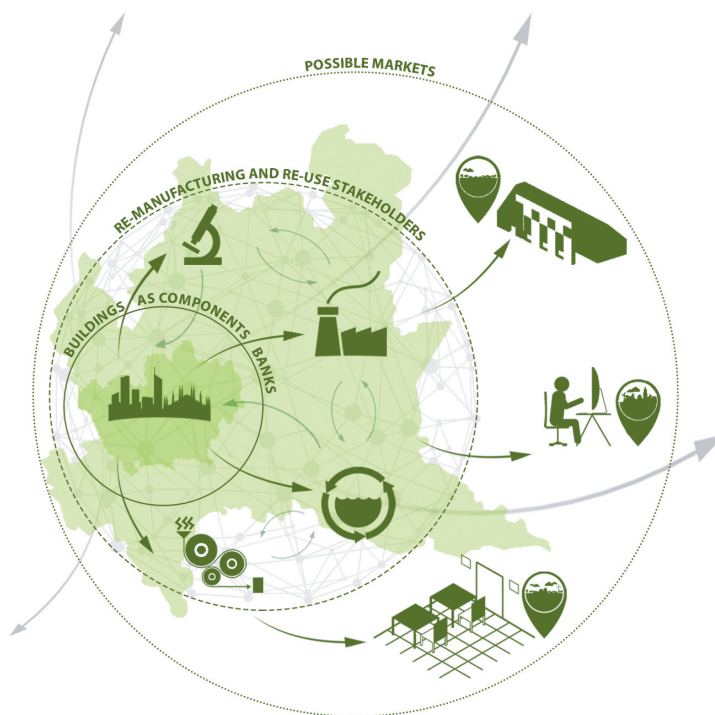 POSSIBLE MARKETS
RE-MANUFACTURING AND RE-USE STAKEHOLDERS
BUILDINGS AS COMPONENTS BANKS